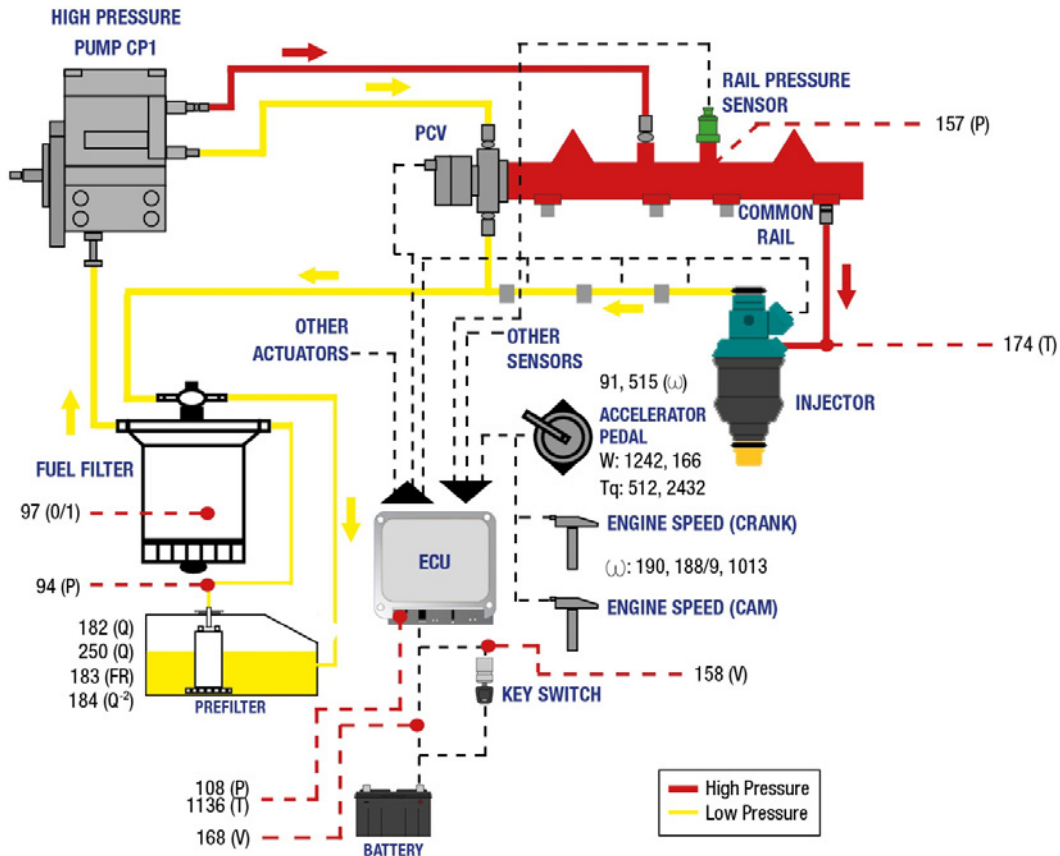 HIGH PRESSURE
PUMP CP1
PCV
RAIL PRESSURE
SENSOR
157 (P)
COMMON
RAIL
OTHER
ACTUATORS
OTHER
SENSORS
174 (T)
91, 515 (ω)
ACCELERATOR
PEDAL
W: 1242, 166
Tq: 512, 2432
INJECTOR
FUEL FILTER
97 (0/1)
94 (P)
ECU
ENGINE SPEED (CRANK)
(ω): 190, 188/9, 1013
ENGINE SPEED (CAM)
182 (Q)
250 (Q)
183 (FR)
184 (Q⁻²)
PREFILTER
158 (V)
KEY SWITCH
108 (P)
1136 (T)
168 (V)
BATTERY
High Pressure
Low Pressure